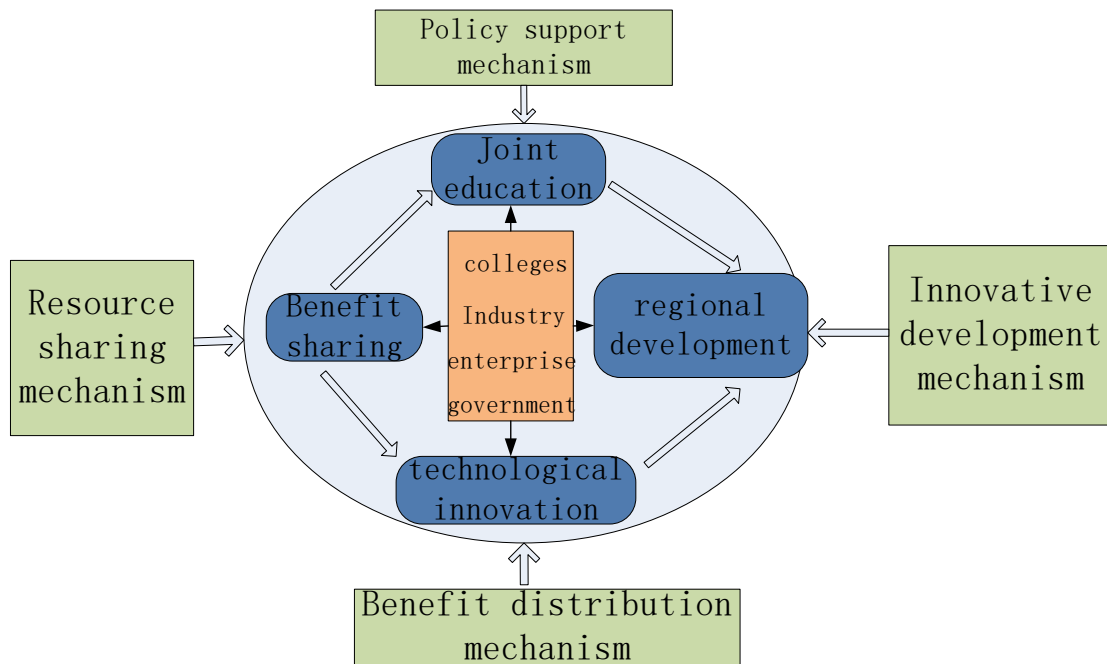 Policy support
mechanism
Joint
education
colleges
Industry
enterprise
government
Benefit
sharing
regional
development
technological
innovation
Resource
sharing
mechanism
Innovative
development
mechanism
Benefit distribution
mechanism